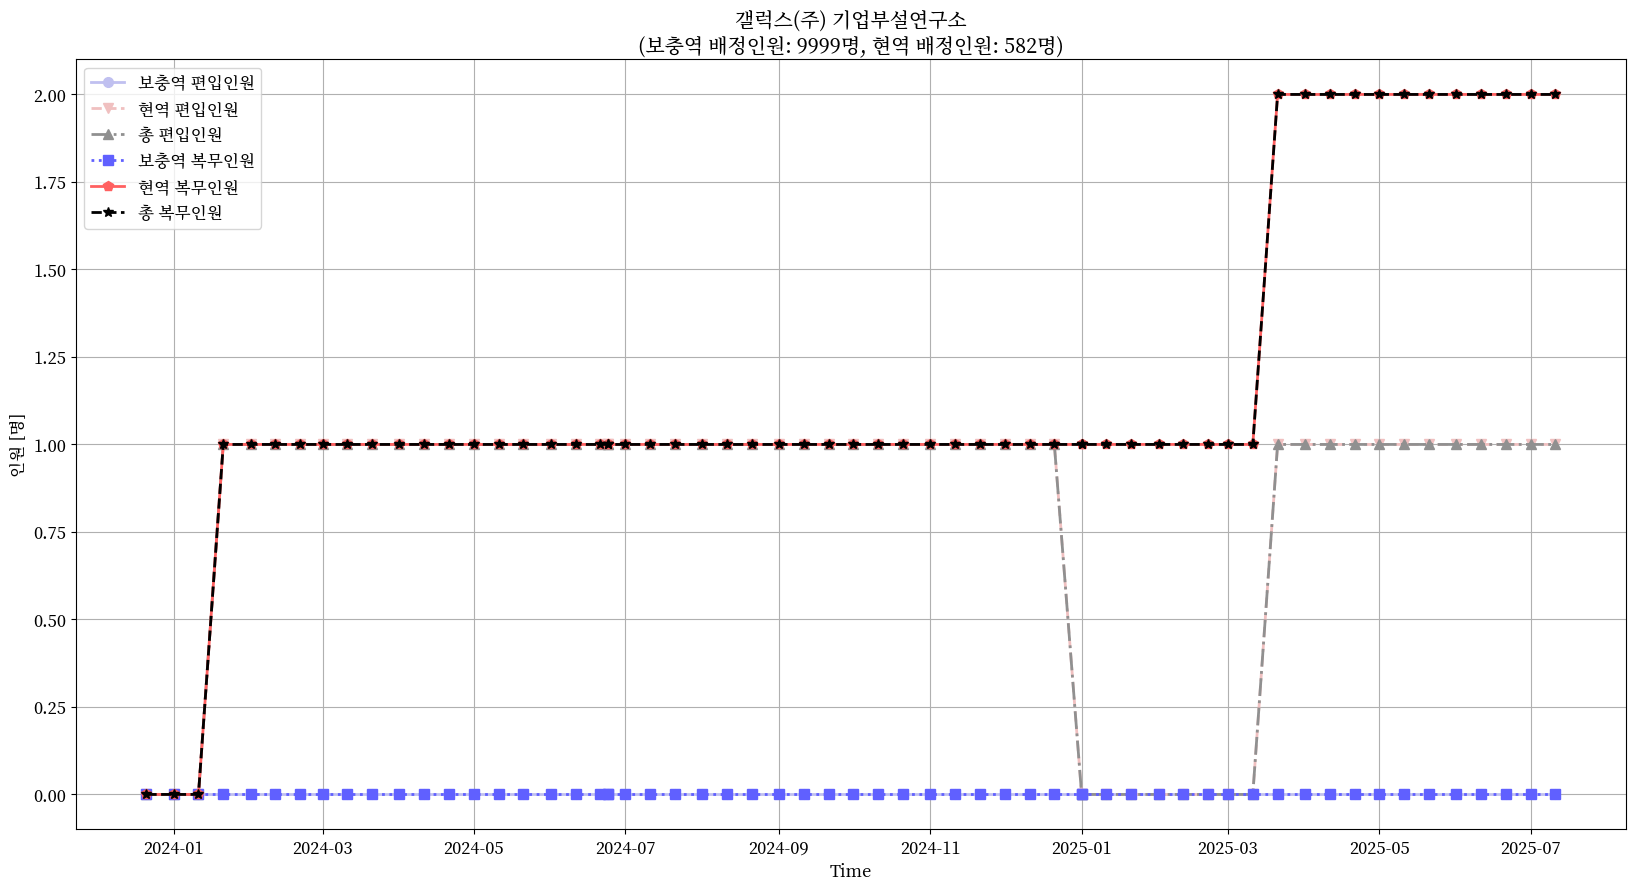 갤럭스(주) 기업부설연구소
(보충역 배정인원: 9999명, 현역 배정인원: 582명)
보충역 편입인원
현역 편입인원
총 편입인원
보충역 복무인원
현역 복무인원
총 복무인원
2.00
1.75
1.50
1.25
1.00
0.75
0.50
0.25
0.00
인원 [명]
2024-01
2024-03
2024-05
2024-07
2024-09
2024-11
2025-01
2025-03
2025-05
2025-07
Time